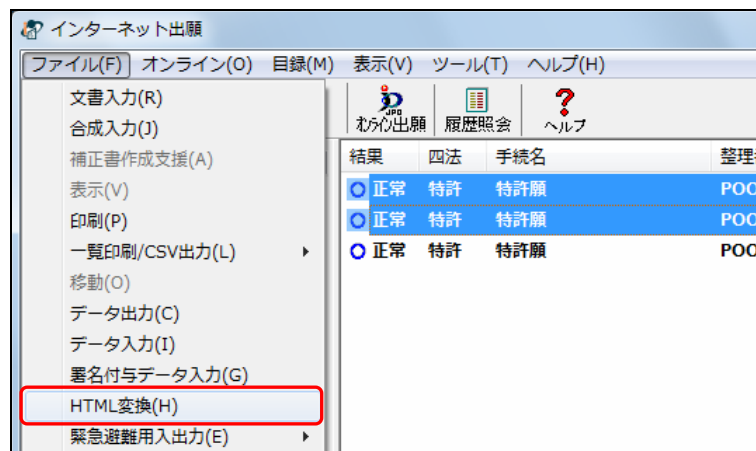 インターネット出願
ファイル(F) オンライン(O) 目録(M) 表示(V) ツール(T) ヘルプ(H)
文書入力(R)
合成入力(J)
補正書作成支援(A)
表示(V)
印刷(P)
一覧印刷/CSV出力(L)
移動(O)
データ出力(C)
データ入力(I)
署名付与データ入力(G)
HTML変換(H)
緊急避難用入出力(E)
JPO
オンライン出願 履歴照会 ヘルプ
結果 四法 手続名 整理
正常 特許 特許願 POO
正常 特許 特許願 POO
正常 特許 特許願 POO